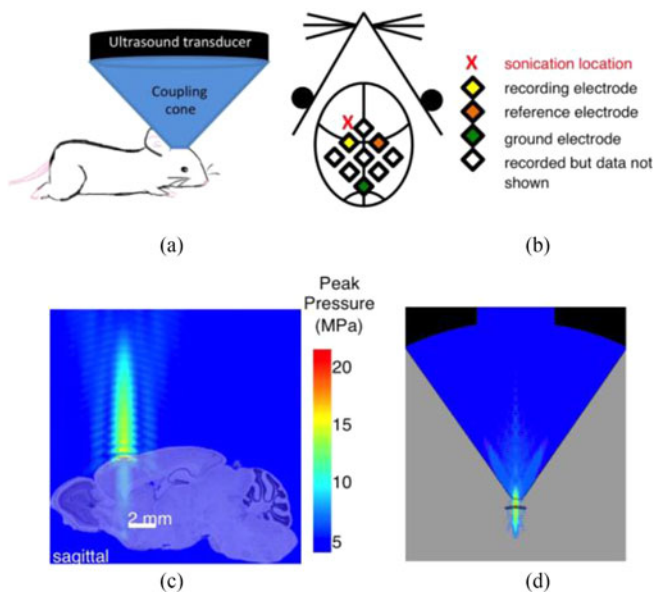 Ultrasound transducer
Coupling
cone
X sonication location
recording electrode
reference electrode
ground electrode
recorded but data not
shown
X
(a)
(b)
Peak
Pressure
(MPa)
20
15
10
5
2 mm
sagittal
(c)
(d)